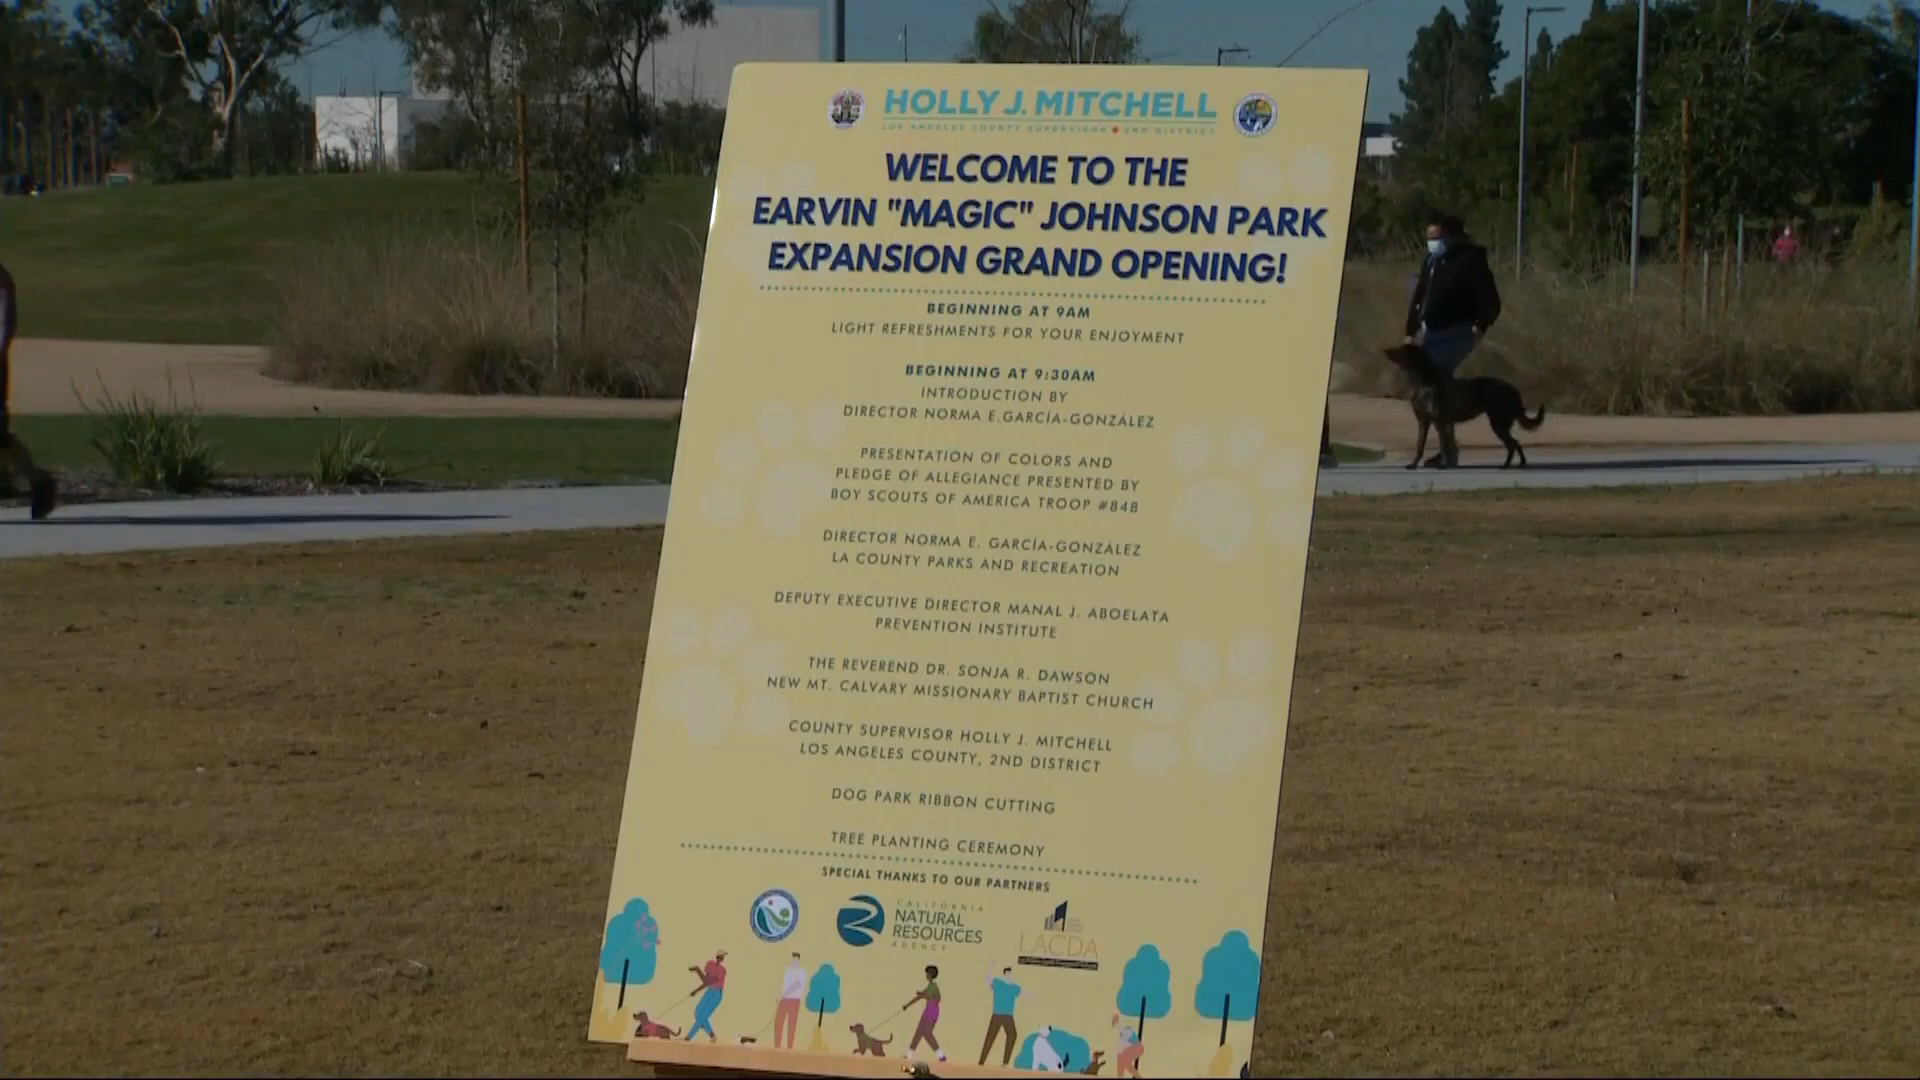 HOLLY J. MITCHELL
LOS ANGELES COUNTY SUPERVISOR 2ND DISTRICT
WELCOME TO THE
EARVIN "MAGIC" JOHNSON PARK
EXPANSION GRAND OPENING!
BEGINNING AT 9AM
LIGHT REFRESHMENTS FOR YOUR ENJOYMENT
BEGINNING AT 9:30AM
INTRODUCTION BY
DIRECTOR NORMA E.GARCÍA-GONZÁLEZ
PRESENTATION OF COLORS AND
PLEDGE OF ALLEGIANCE PRESENTED BY
BOY SCOUTS OF AMERICA TROOP #848
DIRECTOR NORMA E. GARCÍA-GONZÁLEZ
LA COUNTY PARKS AND RECREATION
DEPUTY EXECUTIVE DIRECTOR MANAL J. ABOELATA
PREVENTION INSTITUTE
THE REVEREND DR. SONJA R. DAWSON
NEW MT. CALVARY MISSIONARY BAPTIST CHURCH
COUNTY SUPERVISOR HOLLY J. MITCHELL
LOS ANGELES COUNTY, 2ND DISTRICT
DOG PARK RIBBON CUTTING
TREE PLANTING CEREMONY
SPECIAL THANKS TO OUR PARTNERS
CALIFORNIA
NATURAL
RESOURCES
AGENCY
LACDA